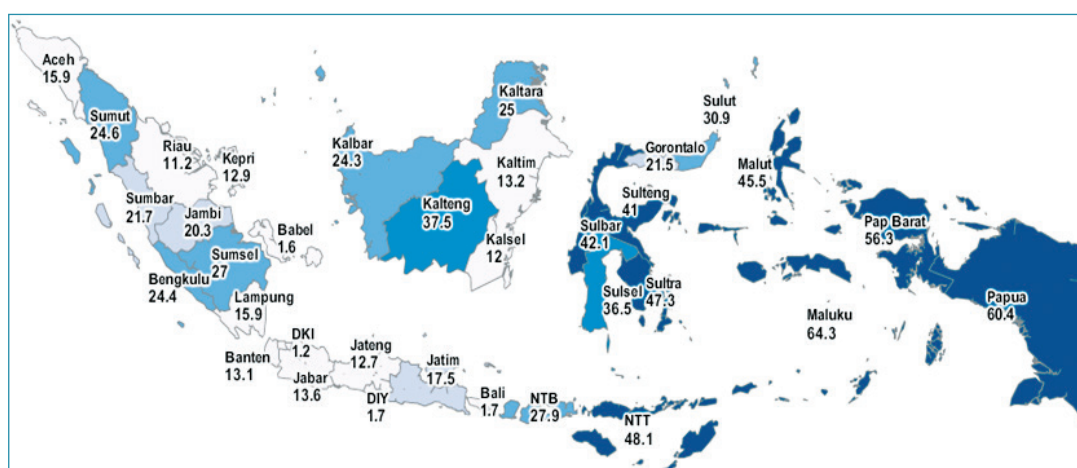 Aceh
15.9
Sumut
24.6
Riau
11.2
Kepri
12.9
Sumbar
21.7
Jambi
20.3
Babel
1.6
Sumsel
27
Bengkulu
24.4
Lampung
15.9
Banten
13.1
DKI
1.2
Jabar
13.6
Jateng
12.7
DIY
1.7
Jatim
17.5
Bali
1.7
NTB
27.9
NTT
48.1
Kalbar
24.3
Kalteng
37.5
Kaltara
25
Kaltim
13.2
Kalsel
12
Sulut
30.9
Gorontalo
21.5
Sulteng
41
Sulbar
42.1
Sulsel
36.5
Sultra
47.3
Malut
45.5
Maluku
64.3
Pap Barat
56.3
Papua
60.4